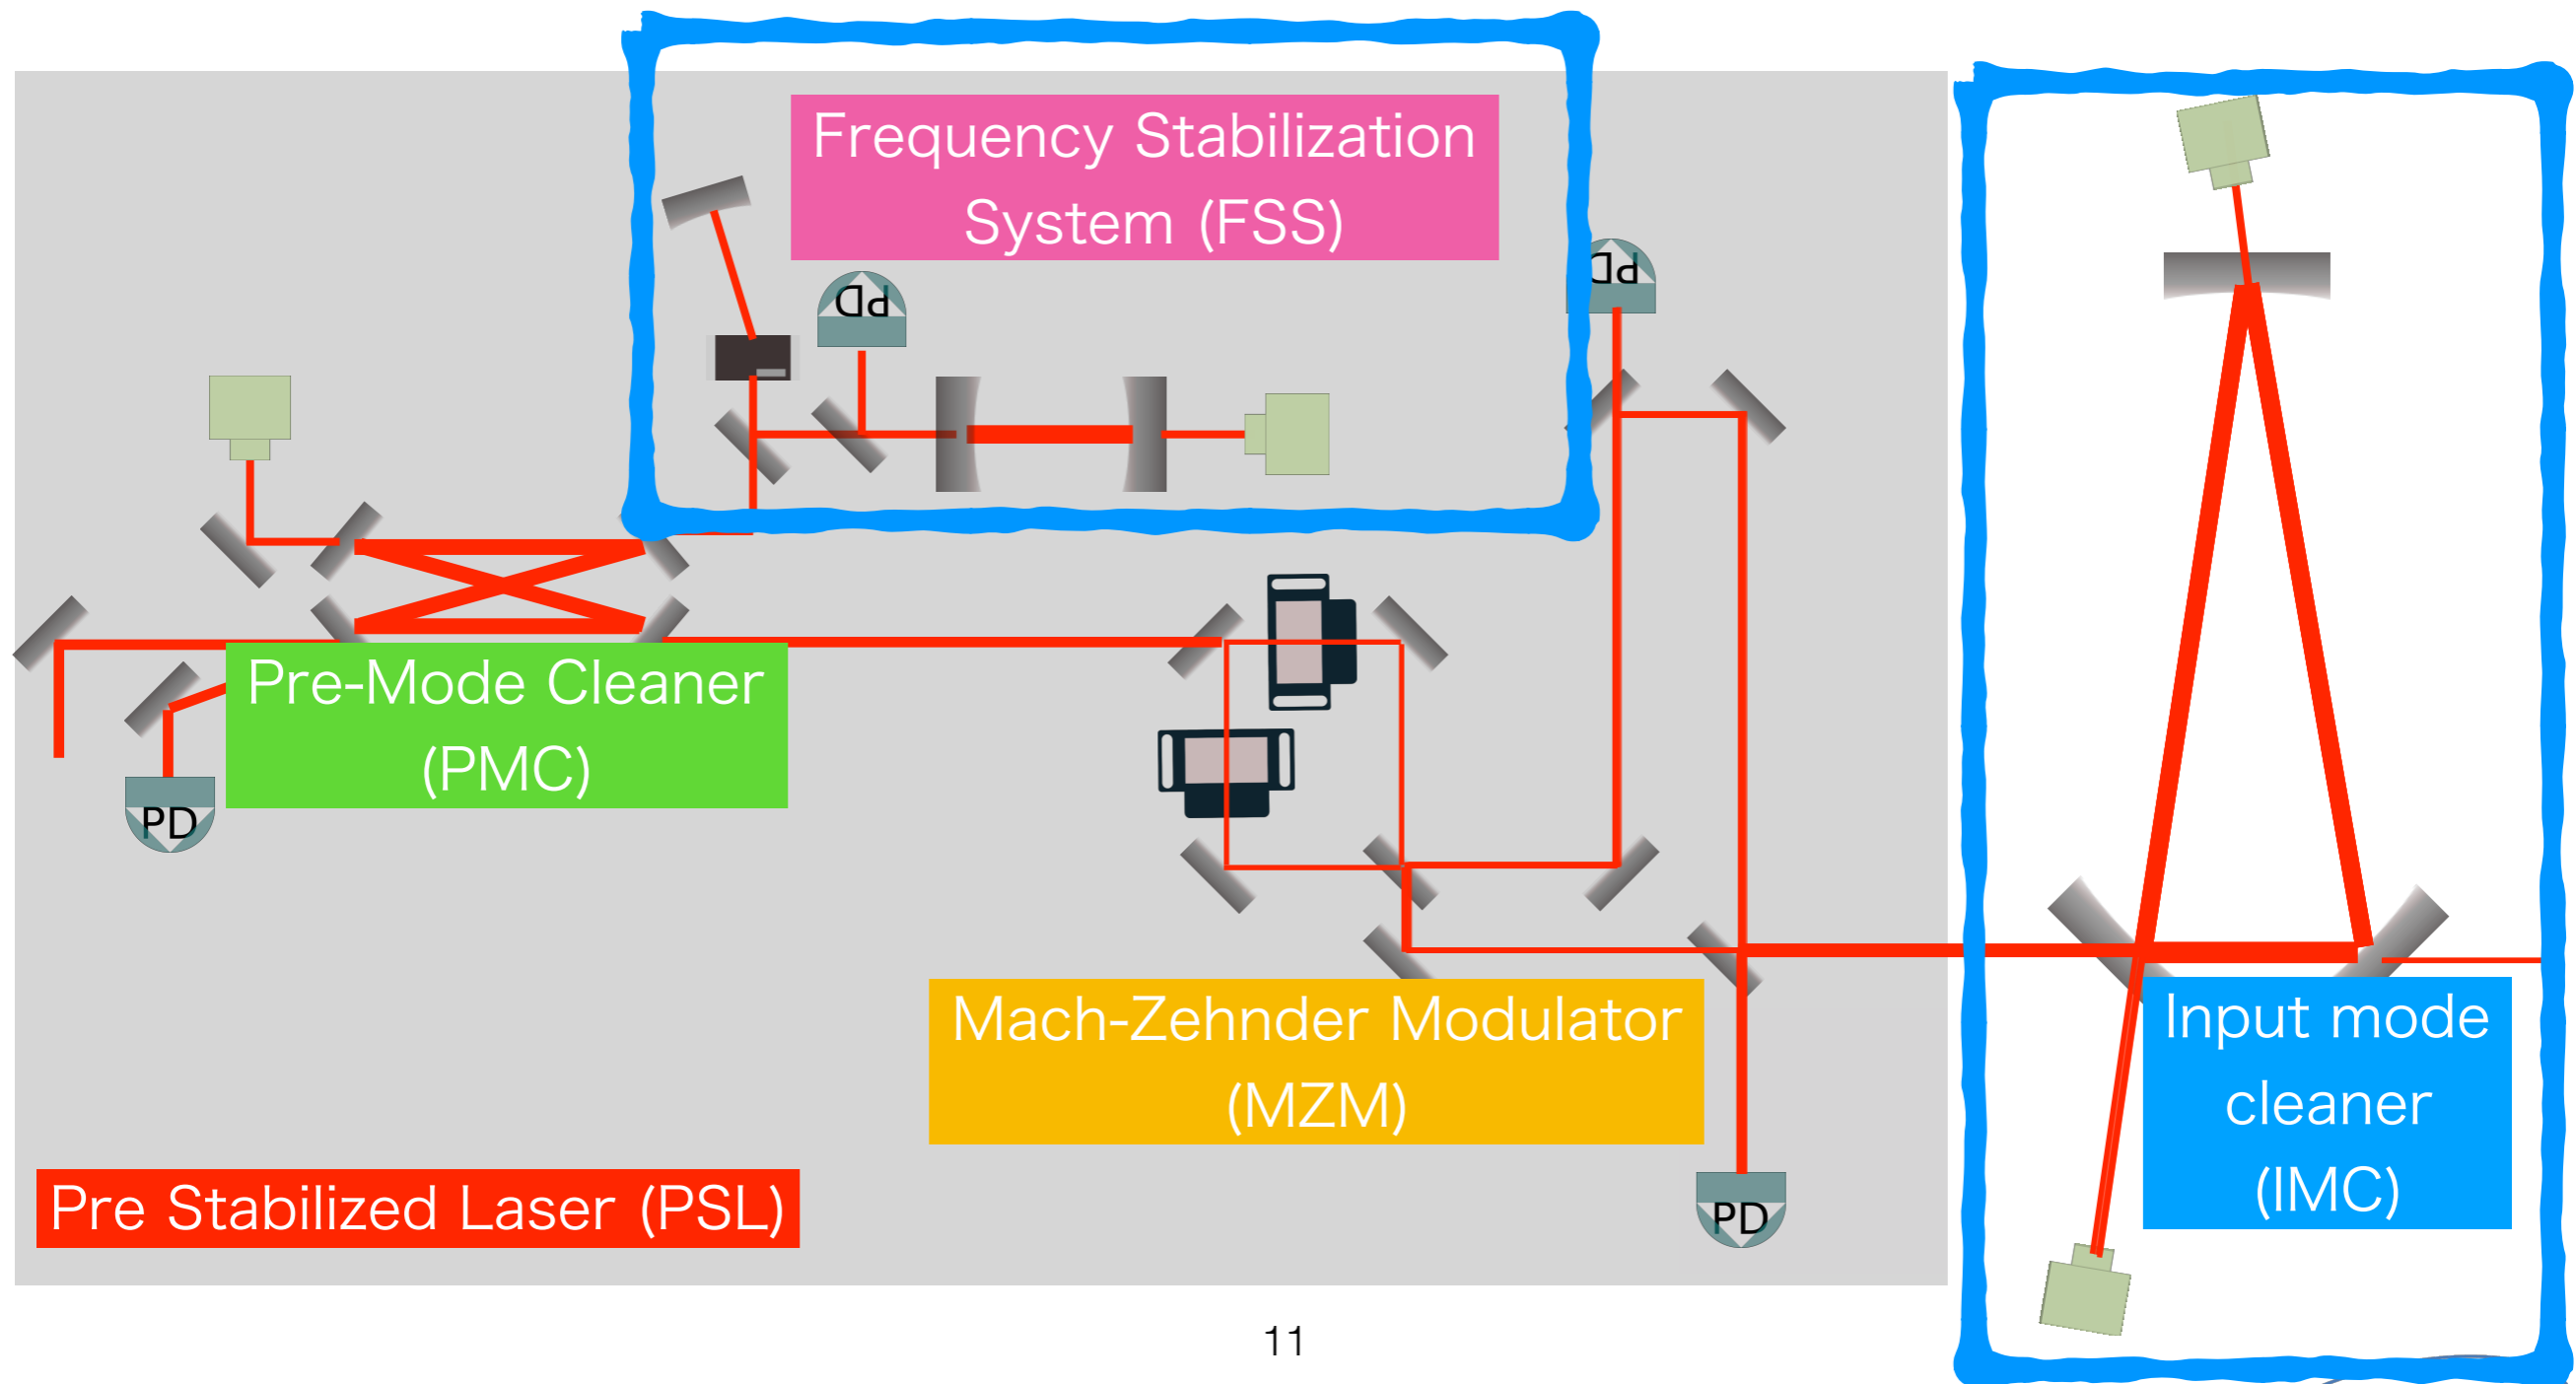 Frequency Stabilization
System (FSS)
PD
PD
Pre-Mode Cleaner
(PMC)
PD
Mach-Zehnder Modulator
(MZM)
Input mode
cleaner
(IMC)
Pre Stabilized Laser (PSL)
PD
11